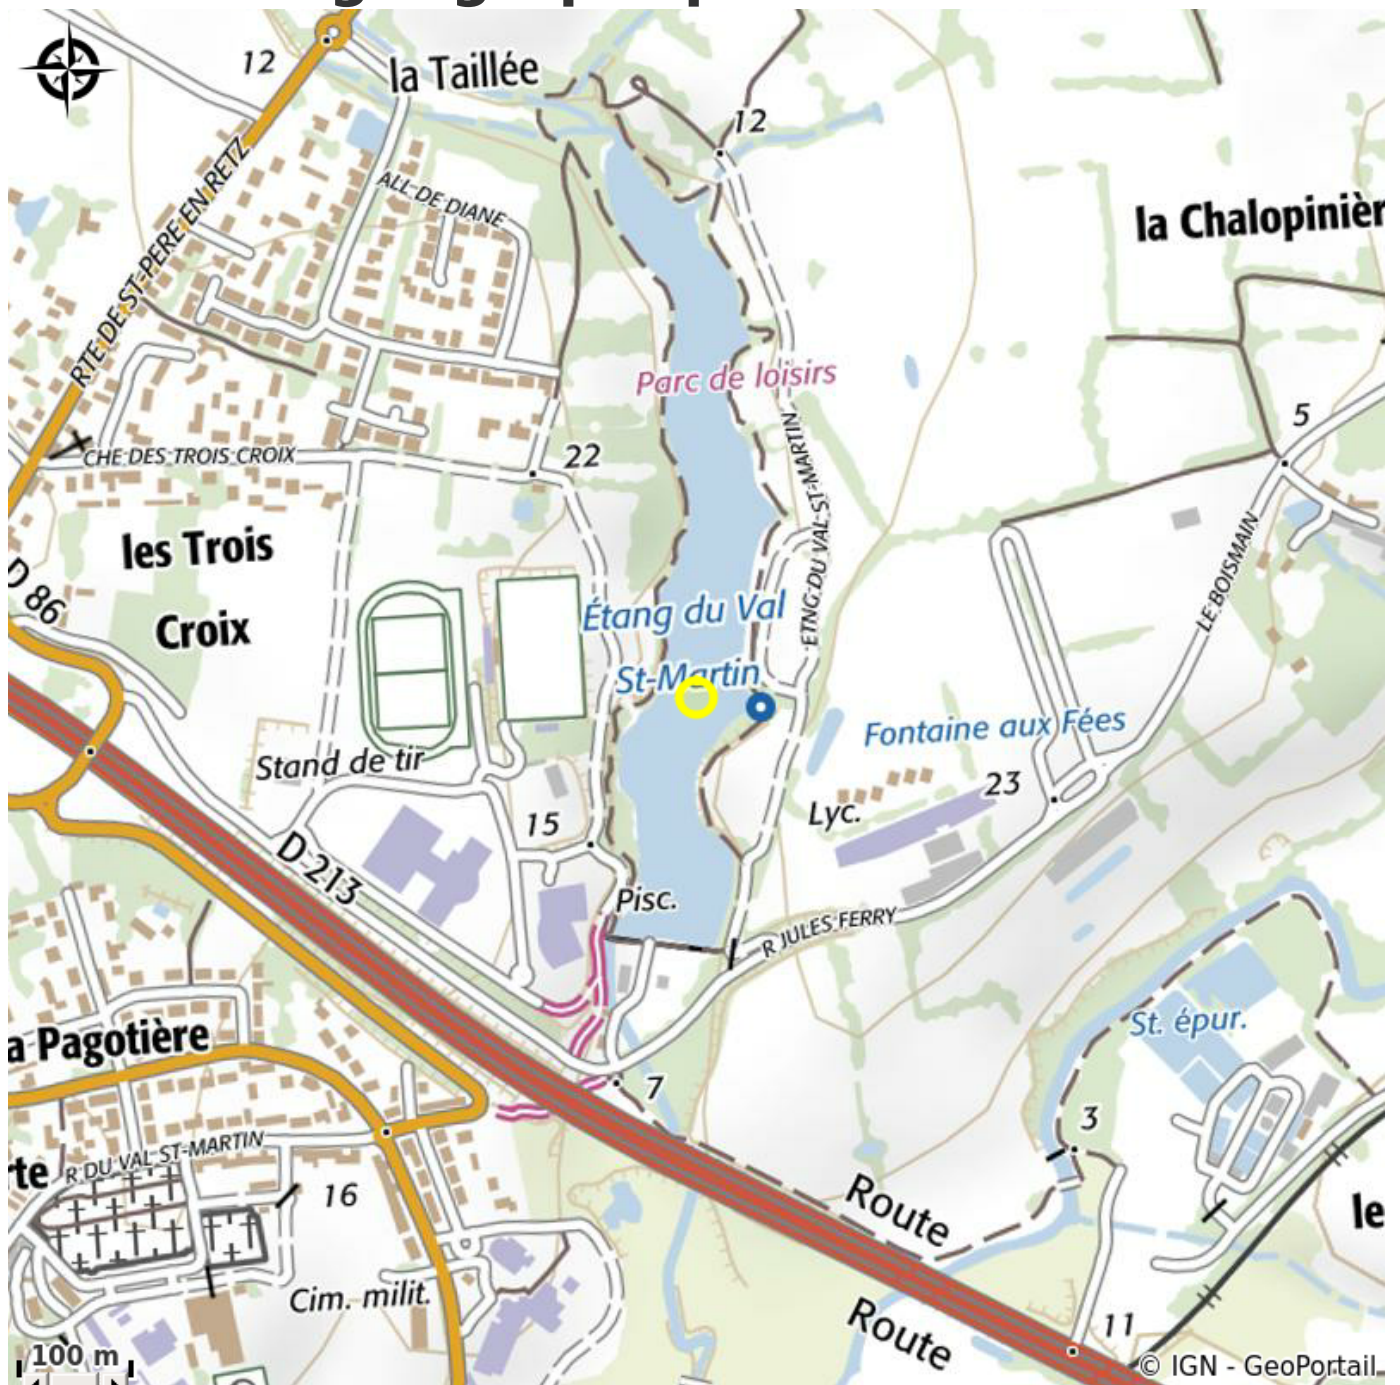 la Taillée
12
12
ALL DE DIANE
RTE DE ST-PERE EN RETZ
la Chalopinièr
Parc de loisirs
5
CHE DES TROIS CROIX
22
ETNG DU VAL ST-MARTIN
les Trois
Croix
D 86
LE BOISMAIN
Étang du Val
St-Martin
Fontaine aux Fées
Stand de tir
23
Lyc.
15
D 213
Pisc.
R JULES FERRY
a Pagotière
St. épur.
7
3
R DU VAL ST-MARTIN
rte
16
Route
le
Cim. milit.
Route
11
100 m
© IGN - GeoPortail